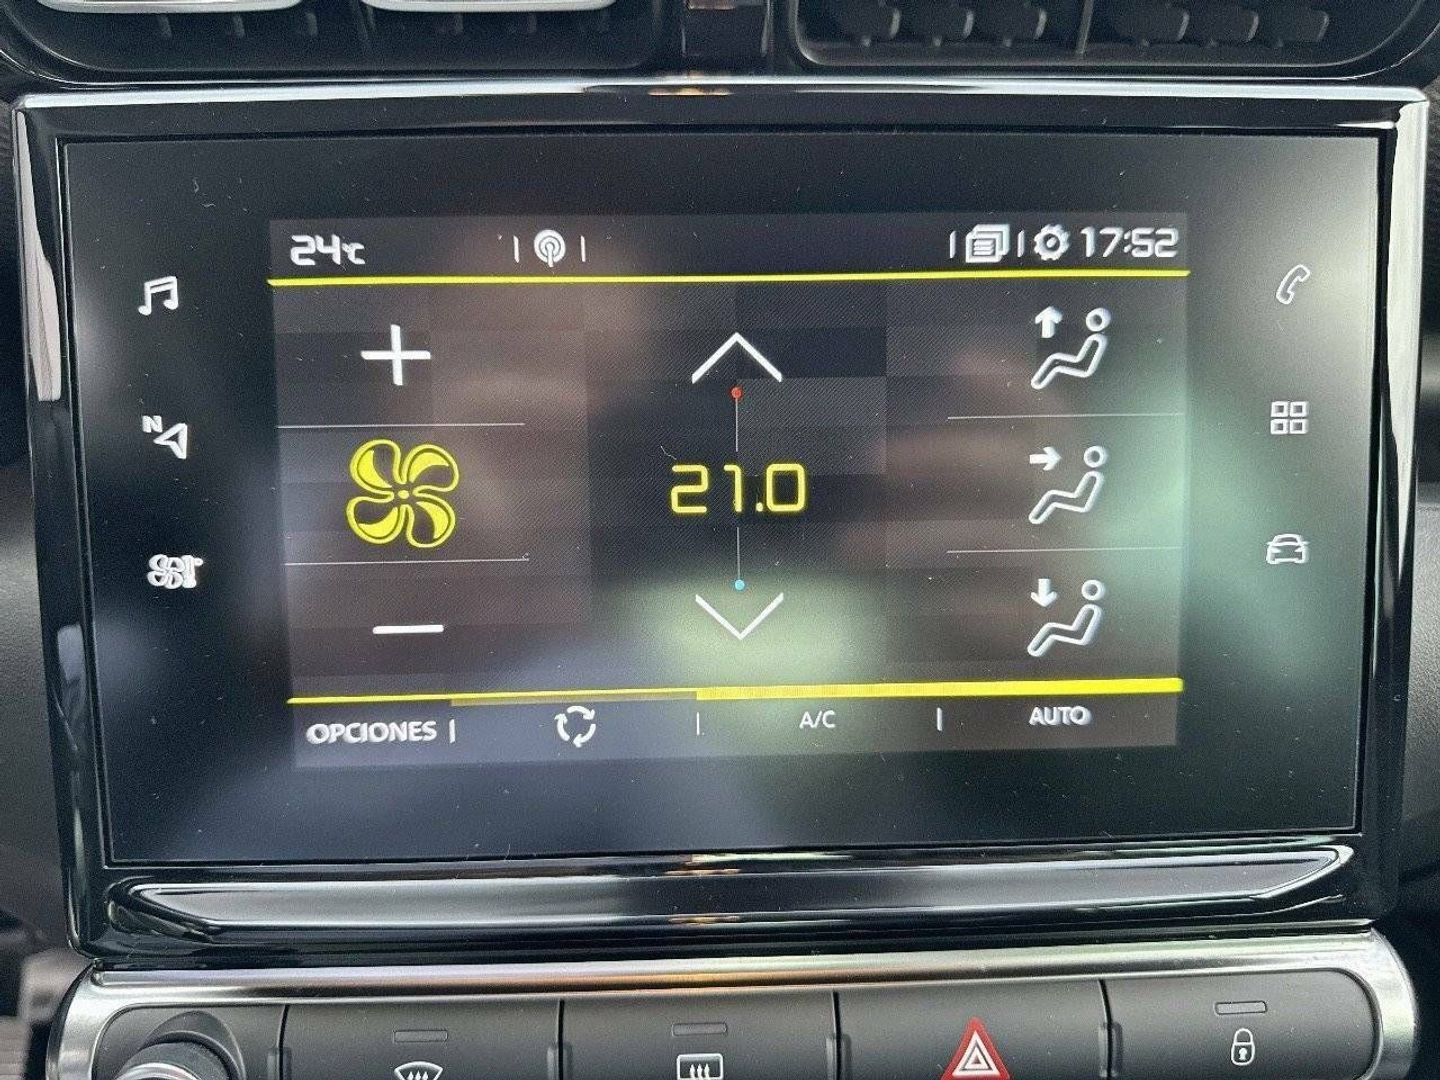 24°C
17:52
N
21.0
OPCIONES
A/C
AUTO